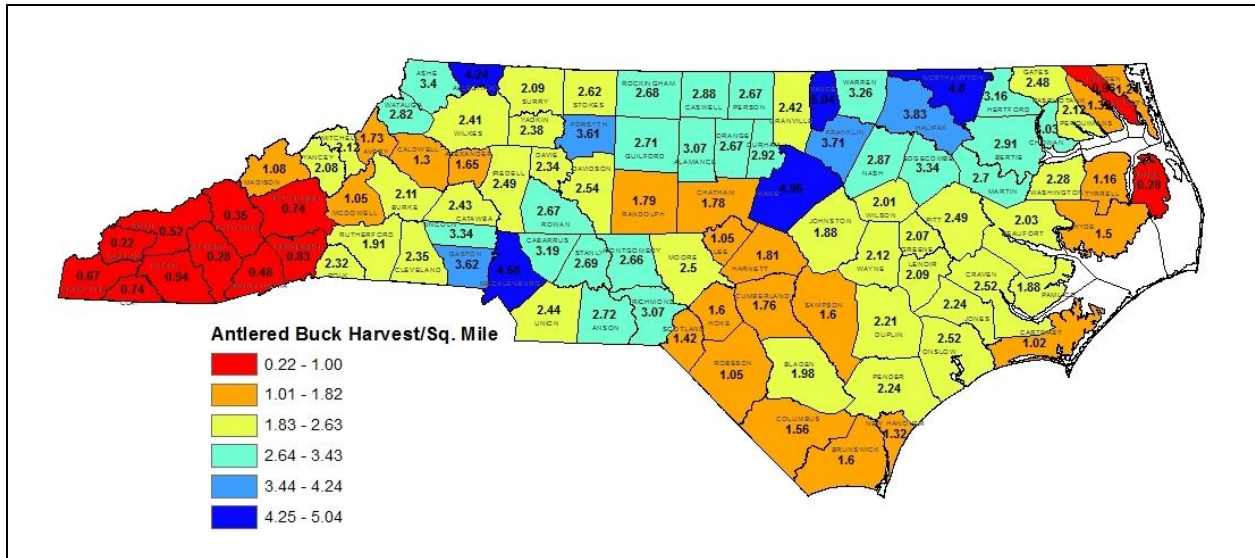 ASHE
3.4
4.24
2.09
SURRY
2.62
STOKES
ROCKINGHAM
2.68
2.88
CASWELL
2.67
PERSON
2.42
GRANVILLE
VANCE
5.04
WARREN
3.26
NORTHAMPTON
4.8
3.83
HALIFAX
3.16
HERTFORD
GATES
2.48
WATAUGA
2.82
2.41
WILKES
YADKIN
2.38
FORSYTH
3.61
2.71
GUILFORD
3.07
ALAMANCE
ORANGE
2.67
DURHAM
2.92
FRANKLIN
3.71
2.87
NASH
EDGECOMBE
3.34
2.91
BERTIE
CHOWAN
2.12
PERQUIMANS
MITCHELL
2.12
1.73
AVERY
CALDWELL
1.3
ALEXANDER
1.65
IREDELL
2.49
DAVIE
2.34
DAVIDSON
2.54
1.79
RANDOLPH
CHATHAM
1.78
WAKE
4.96
2.7
MARTIN
2.28
WASHINGTON
1.16
TYRRELL
0.28
YANCEY
2.08
1.08
MADISON
1.05
MCDOWELL
2.11
BURKE
2.43
CATAWBA
2.67
ROWAN
JOHNSTON
1.88
2.01
WILSON
PITT
2.49
2.03
BEAUFORT
HYDE
1.5
0.74
0.35
0.52
0.22
0.28
0.83
0.67
0.74
0.94
0.48
RUTHERFORD
1.91
2.32
POLK
2.35
CLEVELAND
LINCOLN
3.34
GASTON
3.62
4.68
MECKLENBURG
CABARRUS
3.19
STANLY
2.69
MONTGOMERY
2.66
MOORE
2.5
1.05
LEE
1.81
HARNETT
2.12
WAYNE
2.07
GREENE
LENOIR
2.09
CRAVEN
2.52
1.88
PAMLICO
2.44
UNION
2.72
ANSON
RICHMOND
3.07
SCOTLAND
1.42
1.6
HOKE
CUMBERLAND
1.76
SAMPSON
1.6
2.21
DUPLIN
2.24
JONES
2.52
ONSLOW
CARTERET
1.02
ROBESON
1.05
BLADEN
1.98
PENDER
2.24
COLUMBUS
1.56
NEW HANOVER
1.32
BRUNSWICK
1.6
Antlered Buck Harvest/Sq. Mile
0.22 - 1.00
1.01 - 1.82
1.83 - 2.63
2.64 - 3.43
3.44 - 4.24
4.25 - 5.04